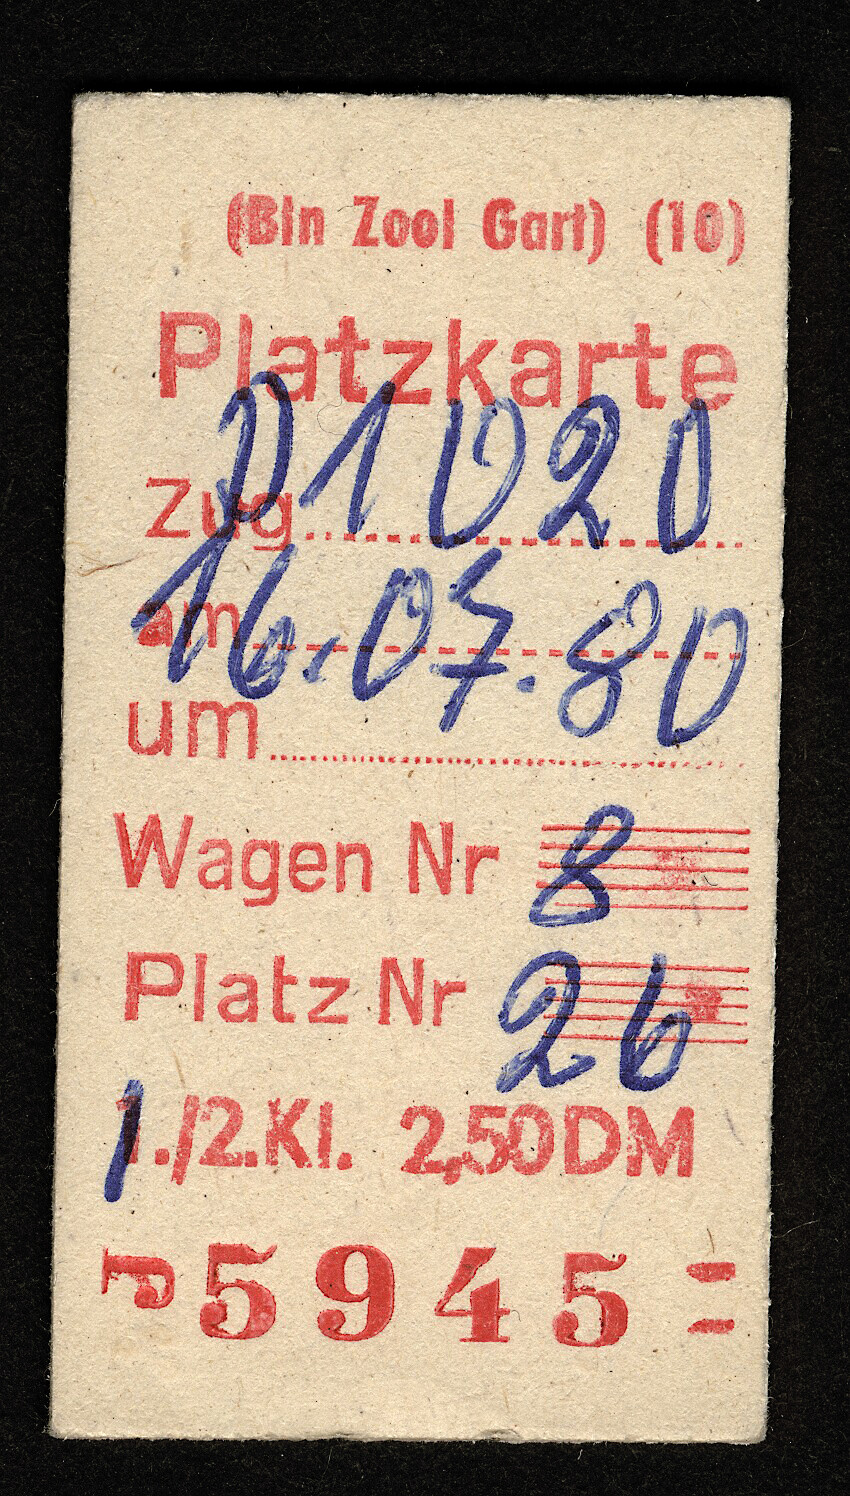 (Bln Zool Gart) (10)
Platzkarte
Zug D1020
am 16.07.80
um
Wagen Nr 8
Platz Nr 26
1./2.Kl. 2,50DM
J 5945 =